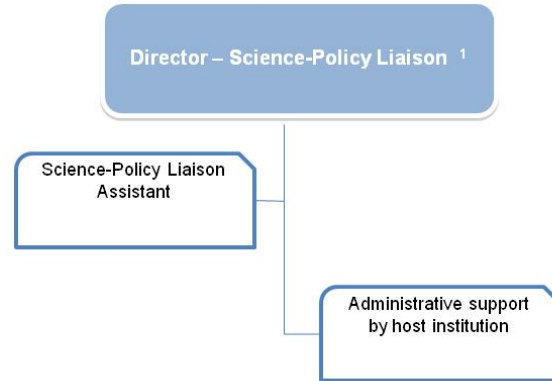 Director – Science-Policy Liaison 1
Science-Policy Liaison
Assistant
Administrative support
by host institution